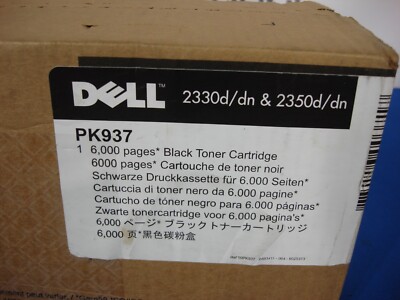 DELL™ 2330d/dn & 2350d/dn
PK937
1 6,000 pages* Black Toner Cartridge
6000 pages* Cartouche de toner noir
Schwarze Druckkassette für 6.000 Seiten*
Cartuccia di toner nero da 6.000 pagine*
Cartucho de tóner negro para 6.000 páginas*
Zwarte tonercartridge voor 6.000 pagina's*
6,000 ページ* ブラックトナーカートリッジ
6,000 页*黑色碳粉盒